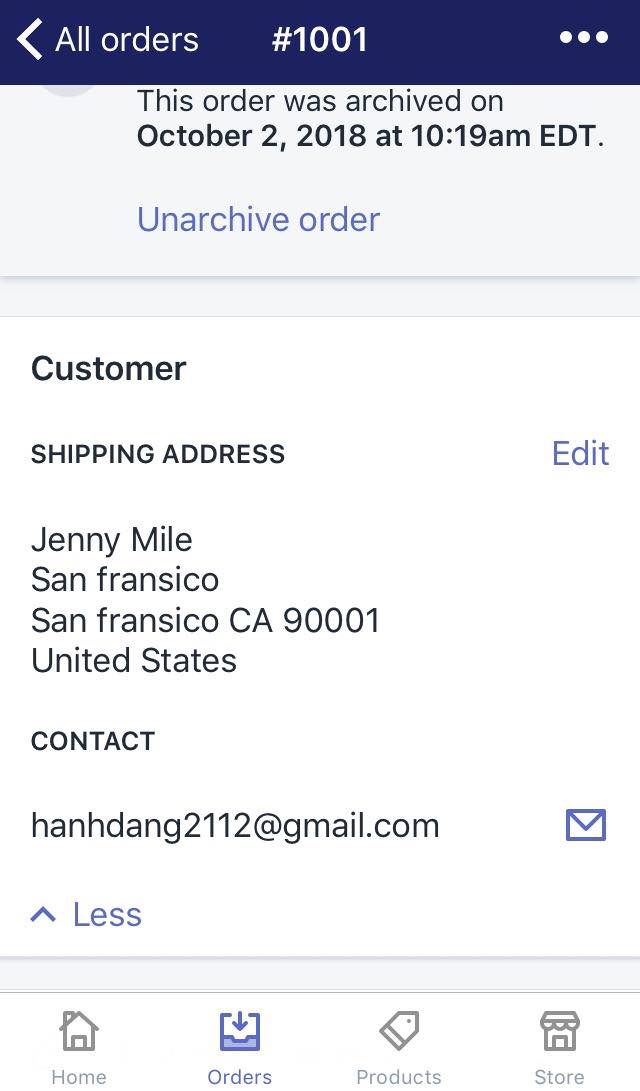 All orders
#1001
This order was archived on
October 2, 2018 at 10:19am EDT.
Unarchive order
Customer
SHIPPING ADDRESS
Edit
Jenny Mile
San fransico
San fransico CA 90001
United States
CONTACT
hanhdang2112@gmail.com
Less
Home
Orders
Products
Store